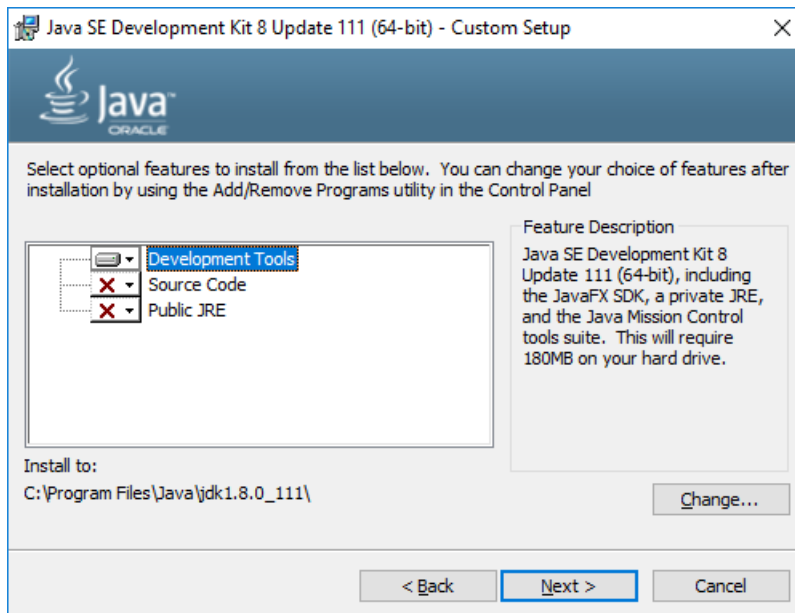 Java SE Development Kit 8 Update 111 (64-bit) - Custom Setup
Java™
ORACLE
Select optional features to install from the list below.  You can change your choice of features after
installation by using the Add/Remove Programs utility in the Control Panel
Development Tools
Source Code
Public JRE
Feature Description
Java SE Development Kit 8
Update 111 (64-bit), including
the JavaFX SDK, a private JRE,
and the Java Mission Control
tools suite.  This will require
180MB on your hard drive.
Install to:
C:\Program Files\Java\jdk1.8.0_111\
Change...
< Back
Next >
Cancel